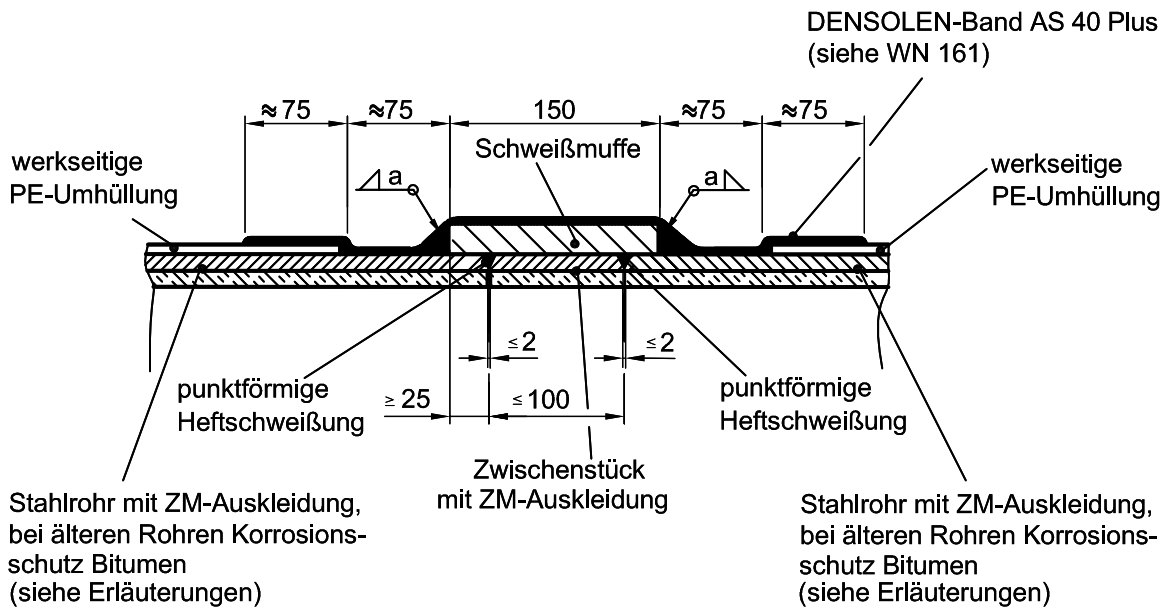 DENSOLEN-Band AS 40 Plus
(siehe WN 161)
≈75
≈75
150
≈75
≈75
werkseitige
PE-Umhüllung
a
Schweißmuffe
a
werkseitige
PE-Umhüllung
≤2
≤2
punktförmige
Heftschweißung
≥ 25
≤100
punktförmige
Heftschweißung
Zwischenstück
mit ZM-Auskleidung
Stahlrohr mit ZM-Auskleidung,
bei älteren Rohren Korrosions-
schutz Bitumen
(siehe Erläuterungen)
Stahlrohr mit ZM-Auskleidung,
bei älteren Rohren Korrosions-
schutz Bitumen
(siehe Erläuterungen)